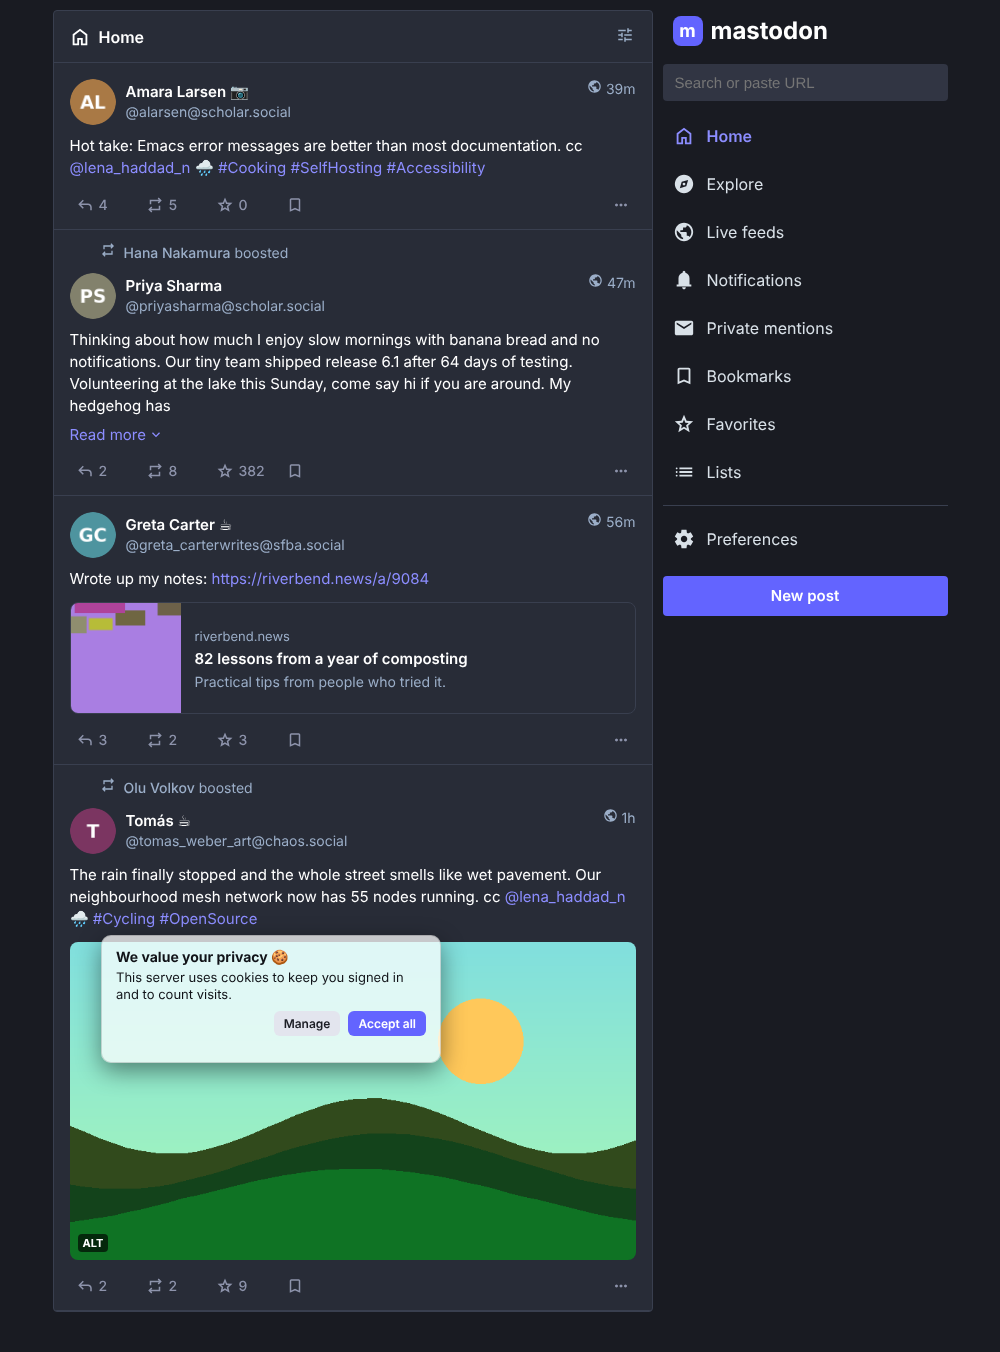 Home
AL
Amara Larsen 📷
39m
@alarsen@scholar.social
Hot take: Emacs error messages are better than most documentation. cc
@lena_haddad_n 🌧️ #Cooking #SelfHosting #Accessibility
4 5 0
Hana Nakamura boosted
PS
Priya Sharma
47m
@priyasharma@scholar.social
Thinking about how much I enjoy slow mornings with banana bread and no
notifications. Our tiny team shipped release 6.1 after 64 days of testing.
Volunteering at the lake this Sunday, come say hi if you are around. My
hedgehog has
Read more
2 8 382
GC
Greta Carter ☕
56m
@greta_carterwrites@sfba.social
Wrote up my notes: https://riverbend.news/a/9084
riverbend.news
82 lessons from a year of composting
Practical tips from people who tried it.
3 2 3
Olu Volkov boosted
T
Tomás ☕
1h
@tomas_weber_art@chaos.social
The rain finally stopped and the whole street smells like wet pavement. Our
neighbourhood mesh network now has 55 nodes running. cc @lena_haddad_n
🌧️ #Cycling #OpenSource
We value your privacy 🍪
This server uses cookies to keep you signed in
and to count visits.
Manage Accept all
ALT
2 2 9
m mastodon
Search or paste URL
Home
Explore
Live feeds
Notifications
Private mentions
Bookmarks
Favorites
Lists
Preferences
New post